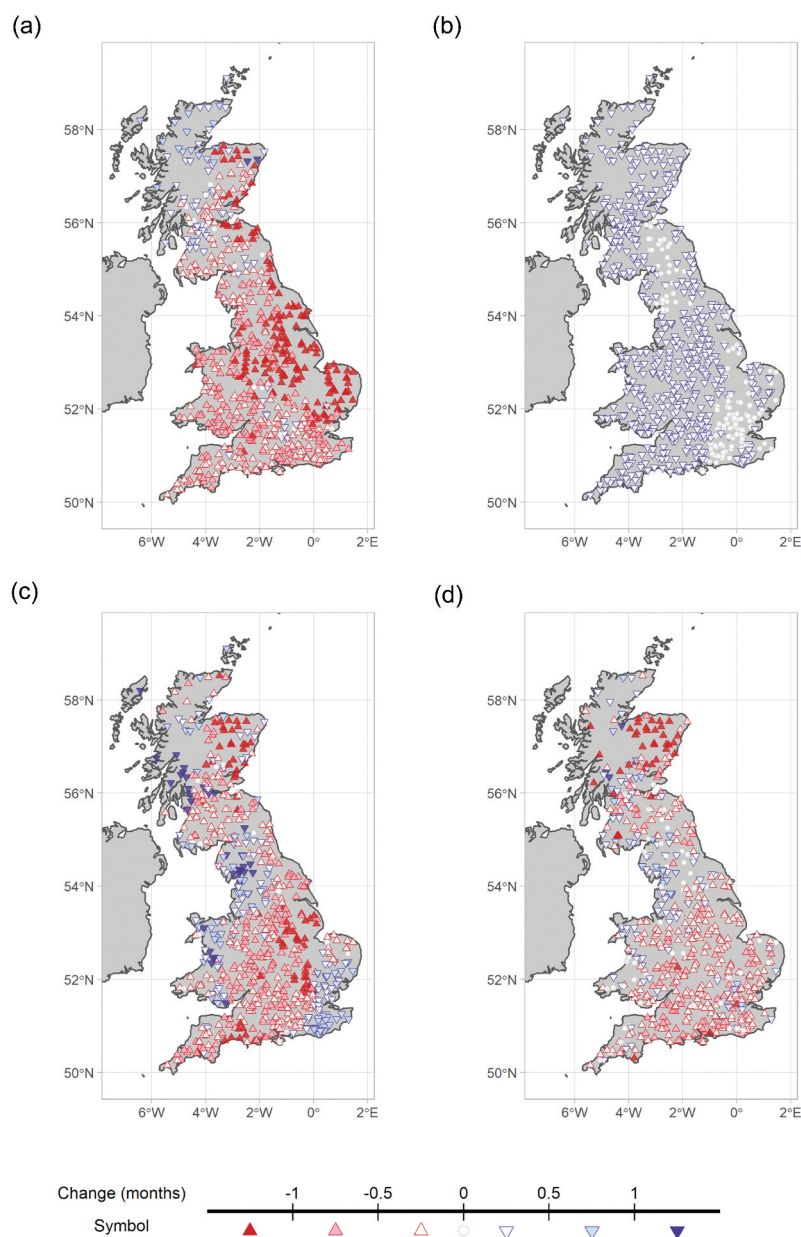 (a) (b)
58°N 58°N
56°N 56°N
54°N 54°N
52°N 52°N
50°N 50°N
6°W 4°W 2°W 0° 2°E 6°W 4°W 2°W 0° 2°E
(c) (d)
58°N 58°N
56°N 56°N
54°N 54°N
52°N 52°N
50°N 50°N
6°W 4°W 2°W 0° 2°E 6°W 4°W 2°W 0° 2°E
Change (months) -1 -0.5 0 0.5 1
Symbol